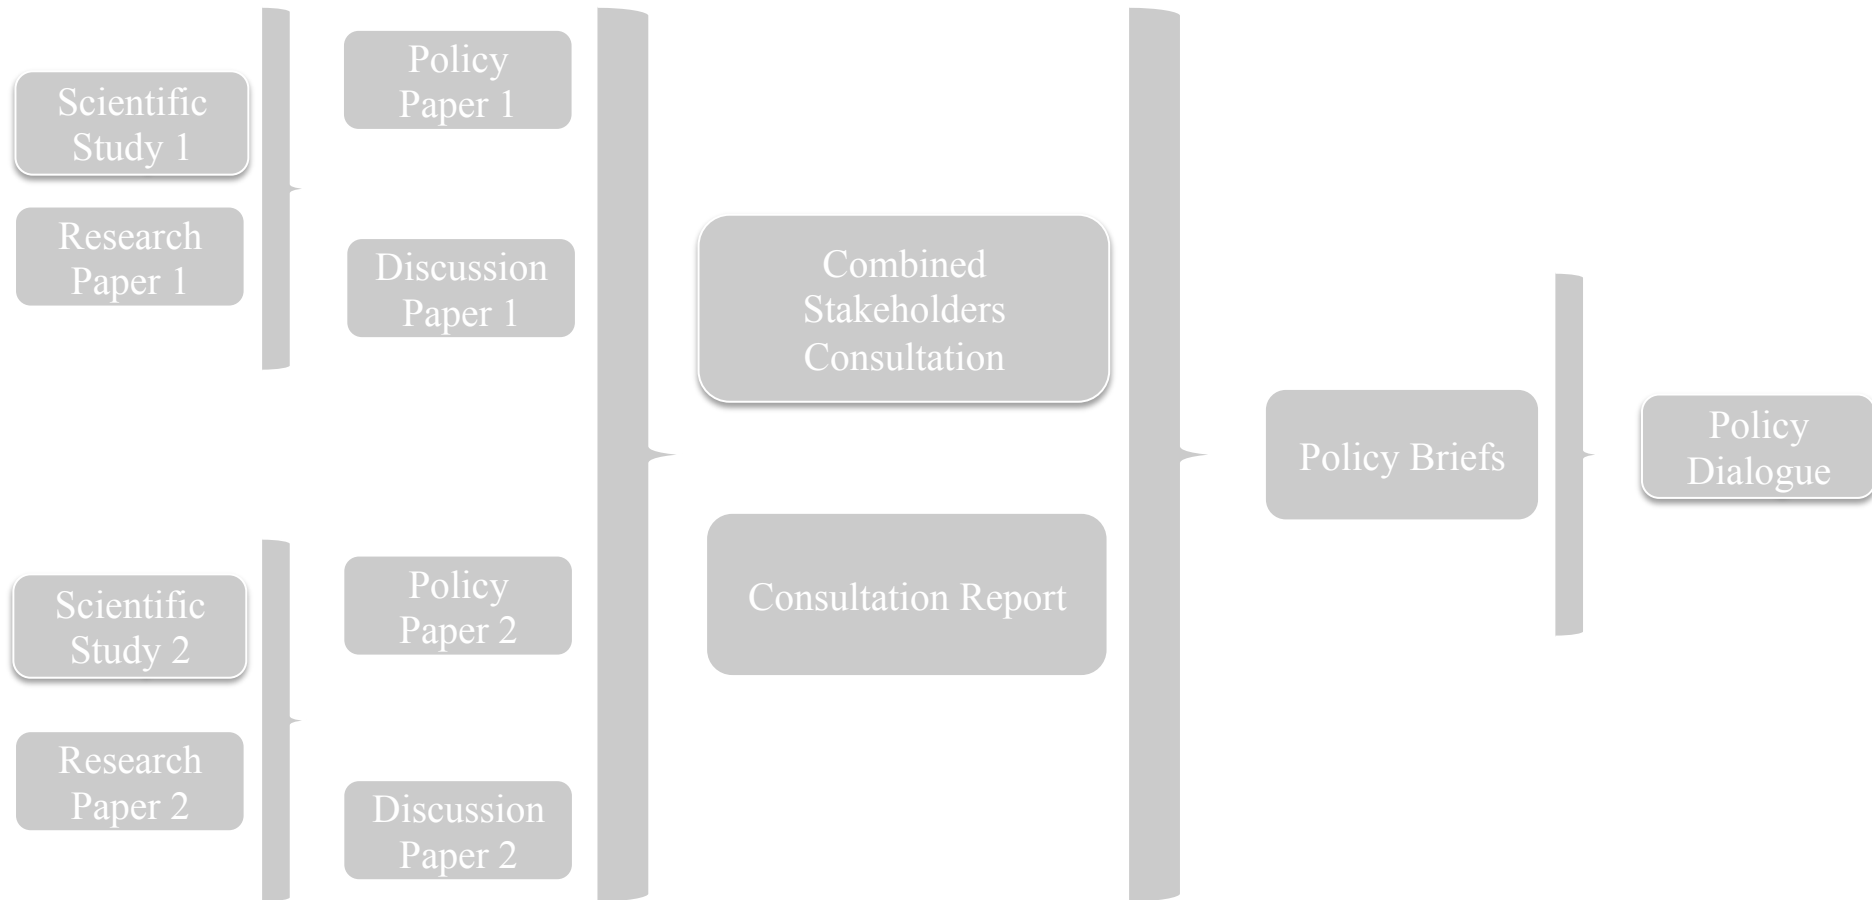 Scientific
Study 1
Research
Paper 1
Policy
Paper 1
Discussion
Paper 1
Scientific
Study 2
Research
Paper 2
Policy
Paper 2
Discussion
Paper 2
Combined
Stakeholders
Consultation
Consultation Report
Policy Briefs
Policy
Dialogue